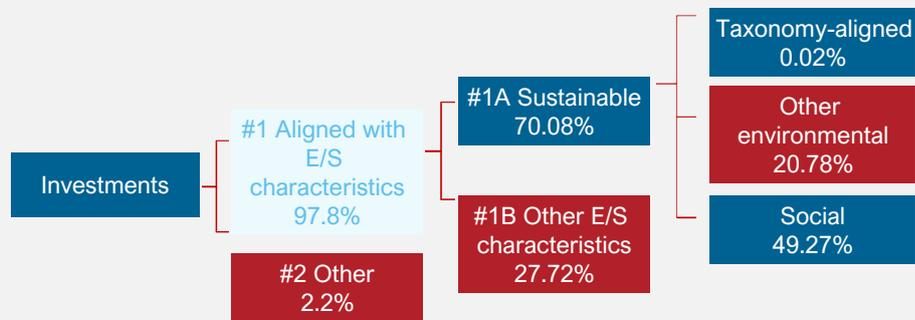 Investments
#1 Aligned with
E/S
characteristics
97.8%
#2 Other
2.2%
#1A Sustainable
70.08%
#1B Other E/S
characteristics
27.72%
Taxonomy-aligned
0.02%
Other
environmental
20.78%
Social
49.27%